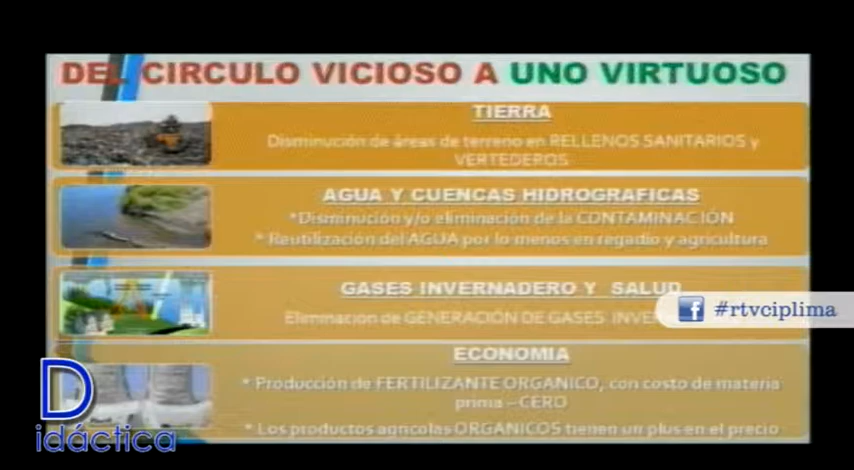 DEL CIRCULO VICIOSO A UNO VIRTUOSO
TIERRA
Disminución de áreas de terreno en RELLENOS SANITARIOS y
VERTEDEROS
AGUA Y CUENCAS HIDROGRAFICAS
*Disminución y/o eliminación de la CONTAMINACIÓN
* Reutilización del AGUA por lo menos en regadio y agricultura
GASES INVERNADERO Y SALUD
#rtvciplima
Eliminación de GENERACIÓN DE GASES
ECONOMIA
* Producción de FERTILIZANTE ORGANICO, con costo de materia
prima – CERO
* Los productos agricolas ORGANICOS tienen un plus en el precio
Didáctica